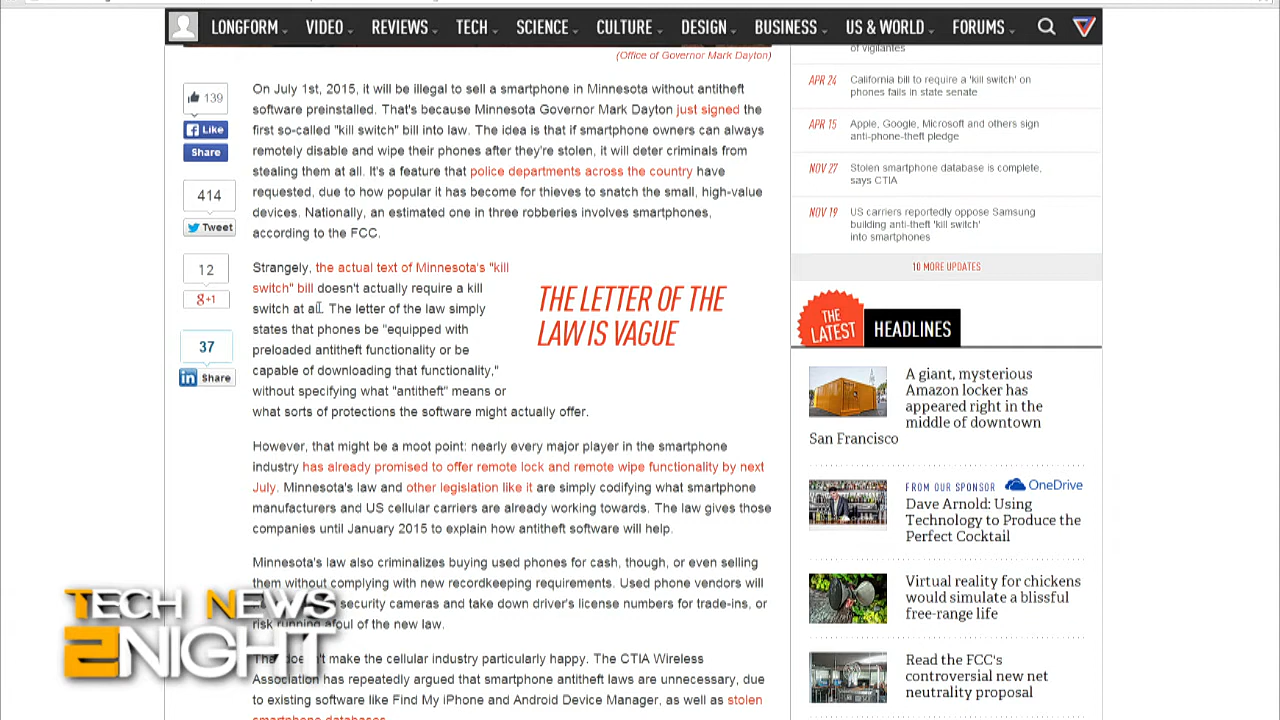 LONGFORM VIDEO REVIEWS TECH SCIENCE CULTURE DESIGN BUSINESS US & WORLD FORUMS
(Office of Governor Mark Dayton)
139
Like
Share
414
Tweet
12
g+1
37
in Share
On July 1st, 2015, it will be illegal to sell a smartphone in Minnesota without antitheft
software preinstalled. That's because Minnesota Governor Mark Dayton just signed the
first so-called "kill switch" bill into law. The idea is that if smartphone owners can always
remotely disable and wipe their phones after they're stolen, it will deter criminals from
stealing them at all. It's a feature that police departments across the country have
requested, due to how popular it has become for thieves to snatch the small, high-value
devices. Nationally, an estimated one in three robberies involves smartphones,
according to the FCC.
Strangely, the actual text of Minnesota's "kill
switch" bill doesn't actually require a kill
switch at all. The letter of the law simply
states that phones be "equipped with
preloaded antitheft functionality or be
capable of downloading that functionality,"
without specifying what "antitheft" means or
what sorts of protections the software might actually offer.
THE LETTER OF THE
LAW IS VAGUE
However, that might be a moot point: nearly every major player in the smartphone
industry has already promised to offer remote lock and remote wipe functionality by next
July. Minnesota's law and other legislation like it are simply codifying what smartphone
manufacturers and US cellular carriers are already working towards. The law gives those
companies until January 2015 to explain how antitheft software will help.
Minnesota's law also criminalizes buying used phones for cash, though, or even selling
them without complying with new recordkeeping requirements. Used phone vendors will
security cameras and take down driver's license numbers for trade-ins, or
risk running afoul of the new law.
That doesn't make the cellular industry particularly happy. The CTIA Wireless
Association has repeatedly argued that smartphone antitheft laws are unnecessary, due
to existing software like Find My iPhone and Android Device Manager, as well as stolen
smartphone databases.
of vigilantes
APR 24 California bill to require a 'kill switch' on
phones fails in state senate
APR 15 Apple, Google, Microsoft and others sign
anti-phone-theft pledge
NOV 27 Stolen smartphone database is complete,
says CTIA
NOV 19 US carriers reportedly oppose Samsung
building anti-theft 'kill switch'
into smartphones
10 MORE UPDATES
THE
LATEST
HEADLINES
A giant, mysterious
Amazon locker has
appeared right in the
middle of downtown
San Francisco
FROM OUR SPONSOR OneDrive
Dave Arnold: Using
Technology to Produce the
Perfect Cocktail
Virtual reality for chickens
would simulate a blissful
free-range life
Read the FCC's
controversial new net
neutrality proposal
TECH NEWS
2NIGHT